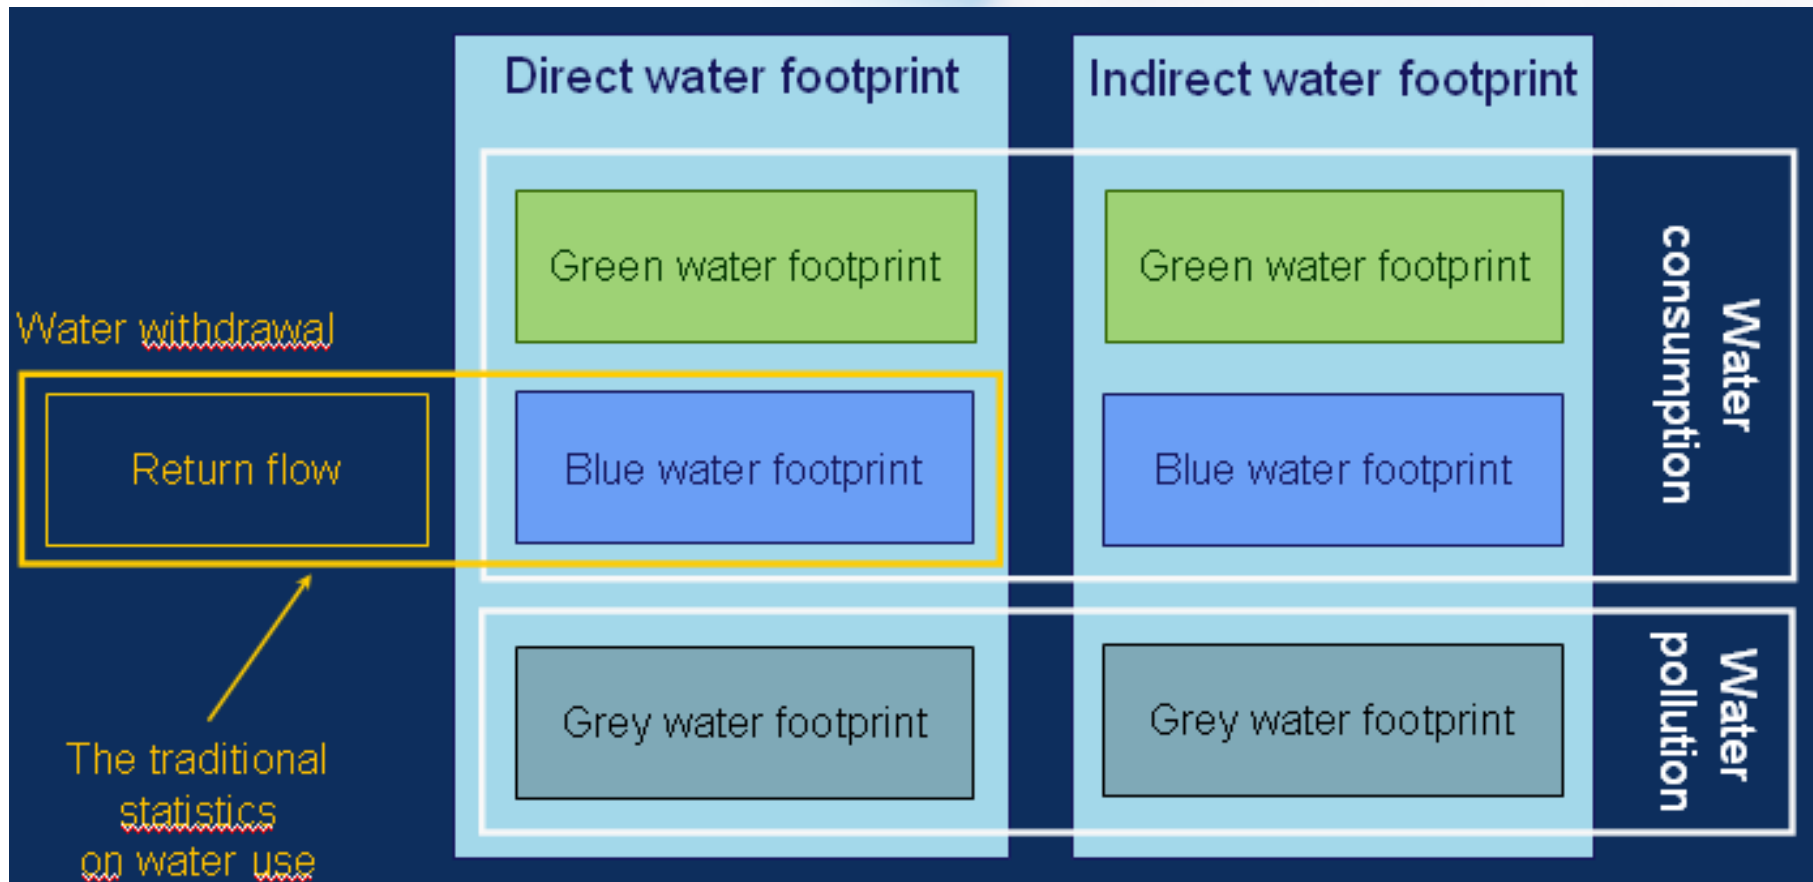 Direct water footprint
Indirect water footprint
Green water footprint
Green water footprint
Water
consumption
Water withdrawal
Return flow
Blue water footprint
Blue water footprint
Grey water footprint
Grey water footprint
Water
pollution
The traditional
statistics
on water use